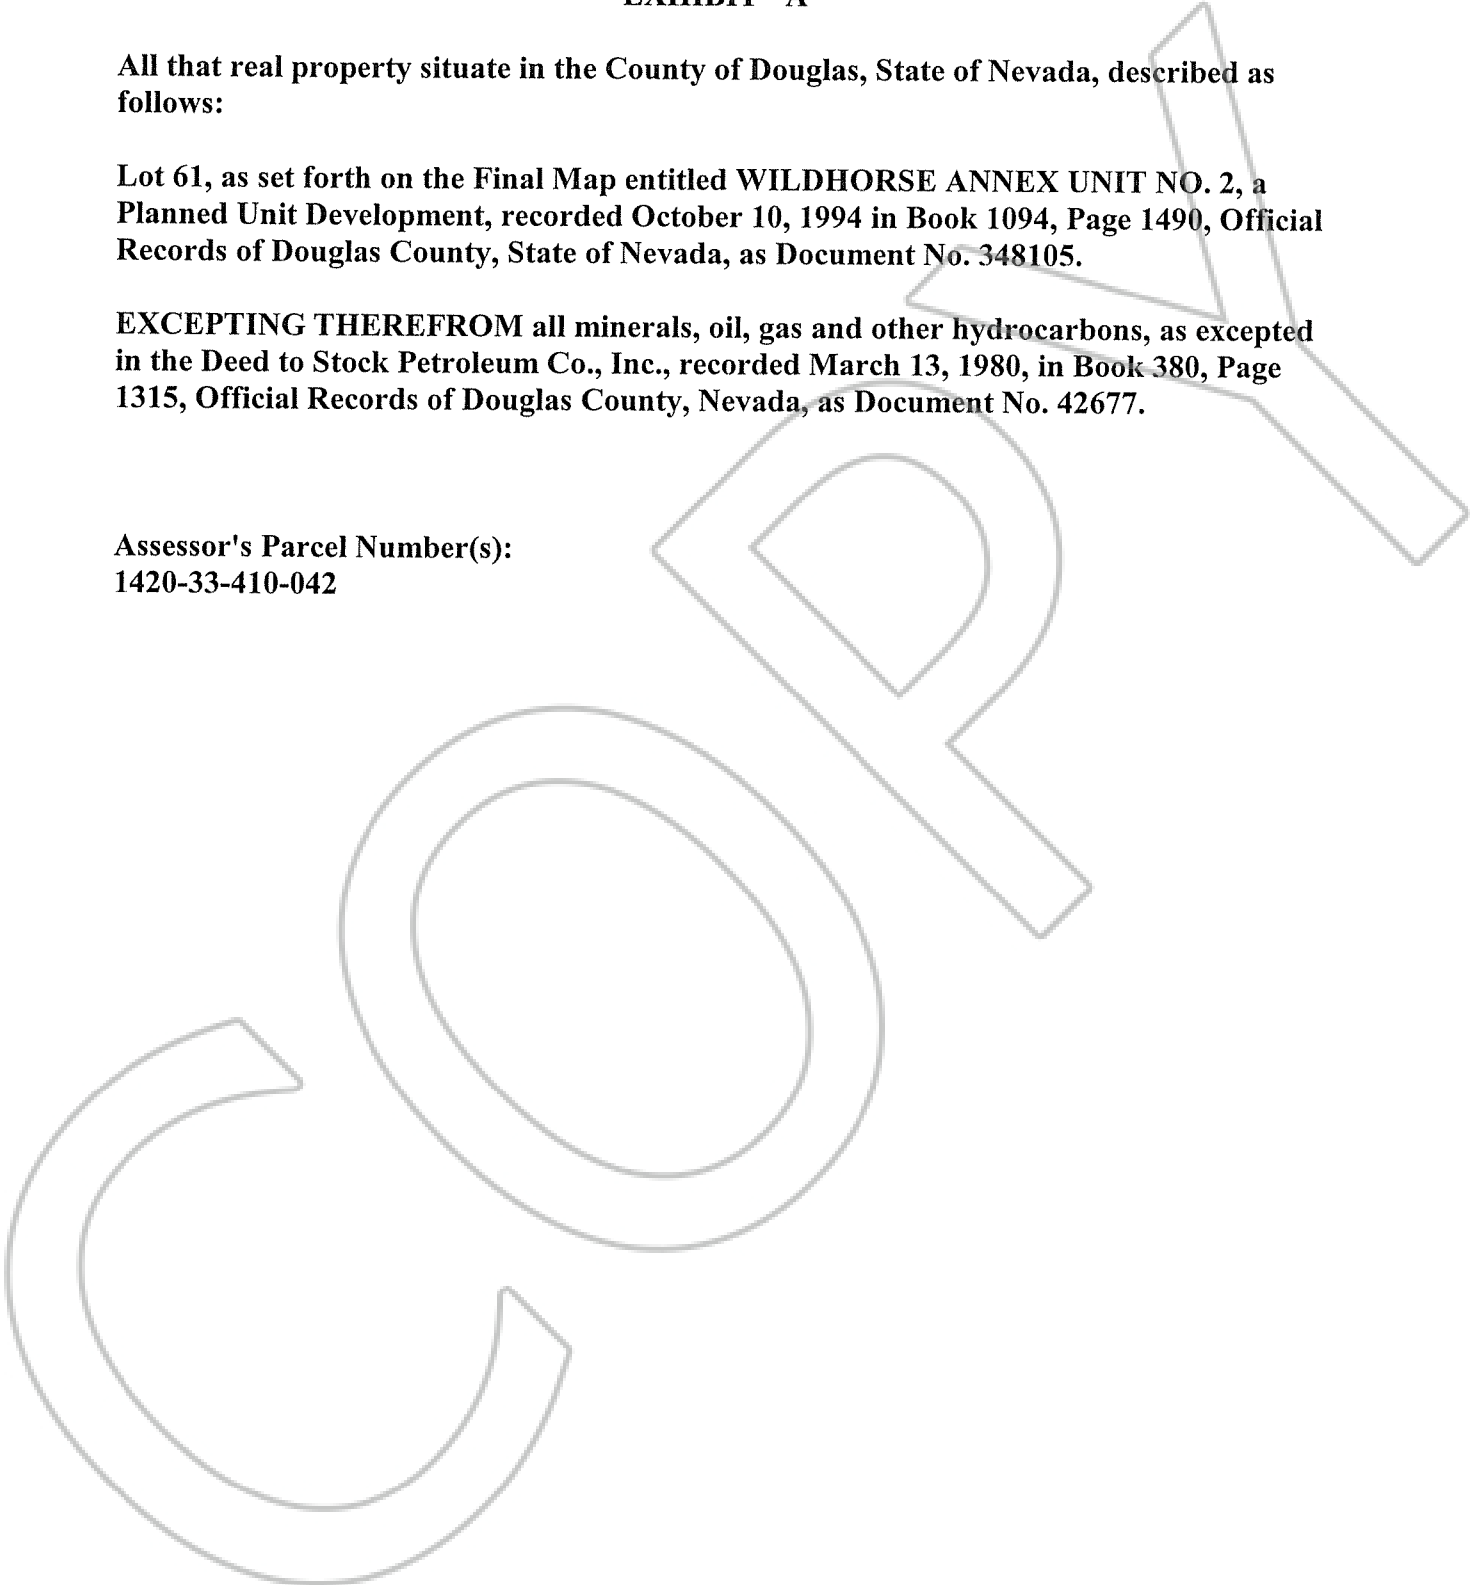 EXHIBIT "A"
All that real property situate in the County of Douglas, State of Nevada, described as
follows:
Lot 61, as set forth on the Final Map entitled WILDHORSE ANNEX UNIT NO. 2, a
Planned Unit Development, recorded October 10, 1994 in Book 1094, Page 1490, Official
Records of Douglas County, State of Nevada, as Document No. 348105.
EXCEPTING THEREFROM all minerals, oil, gas and other hydrocarbons, as excepted
in the Deed to Stock Petroleum Co., Inc., recorded March 13, 1980, in Book 380, Page
1315, Official Records of Douglas County, Nevada, as Document No. 42677.
Assessor's Parcel Number(s):
1420-33-410-042
COPY